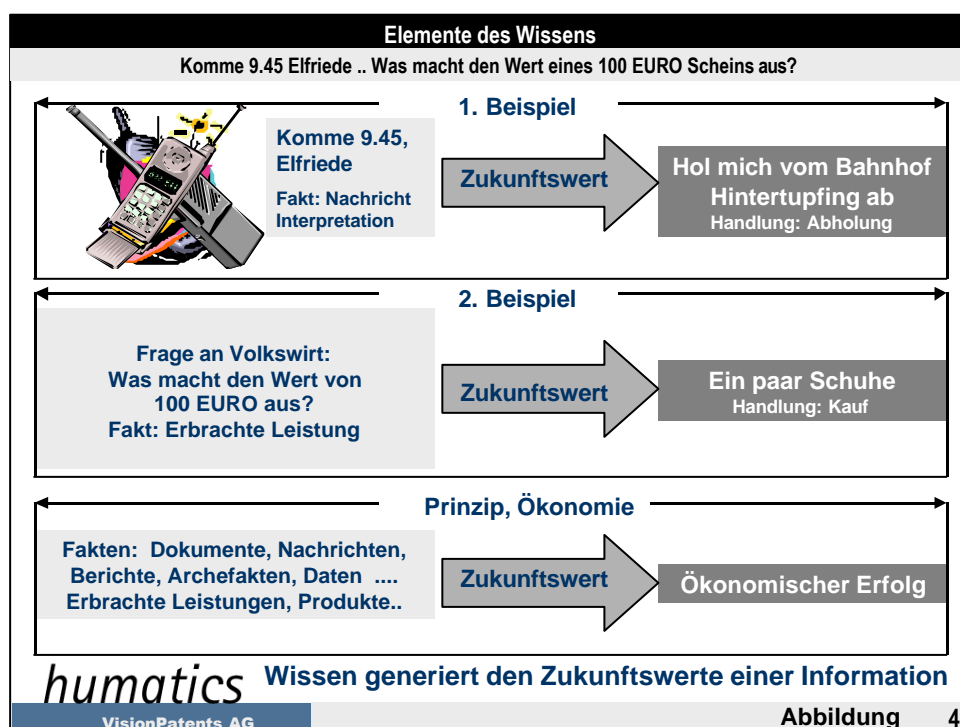 Elemente des Wissens
Komme 9.45 Elfriede .. Was macht den Wert eines 100 EURO Scheins aus?
1. Beispiel
Komme 9.45,
Elfriede
Fakt: Nachricht
Interpretation
Zukunftswert
Hol mich vom Bahnhof
Hintertupfing ab
Handlung: Abholung
2. Beispiel
Frage an Volkswirt:
Was macht den Wert von
100 EURO aus?
Fakt: Erbrachte Leistung
Zukunftswert
Ein paar Schuhe
Handlung: Kauf
Prinzip, Ökonomie
Fakten: Dokumente, Nachrichten,
Berichte, Archefakten, Daten ....
Erbrachte Leistungen, Produkte..
Zukunftswert
Ökonomischer Erfolg
humatics
Wissen generiert den Zukunftswerte einer Information
VisionPatents AG
Abbildung 4